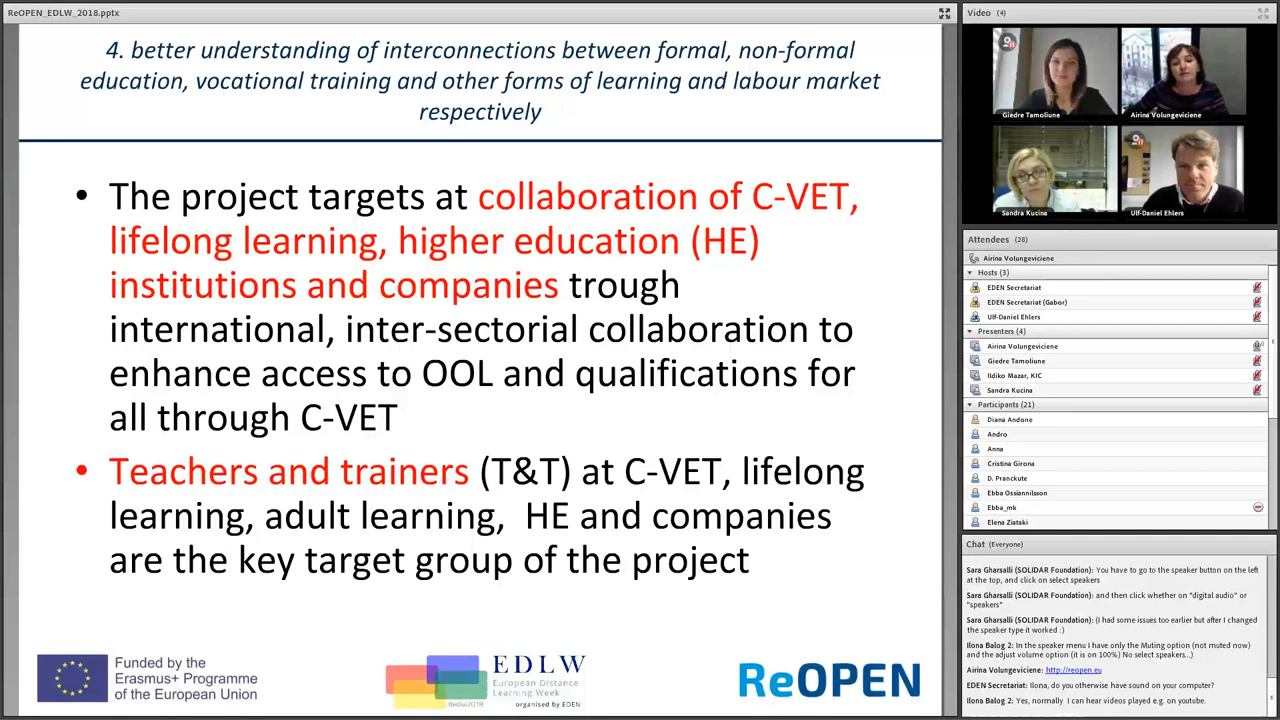 ReOPEN_EDLW_2018.pptx
4. better understanding of interconnections between formal, non-formal
education, vocational training and other forms of learning and labour market
respectively
• The project targets at collaboration of C-VET,
lifelong learning, higher education (HE)
institutions and companies trough
international, inter-sectorial collaboration to
enhance access to OOL and qualifications for
all through C-VET
• Teachers and trainers (T&T) at C-VET, lifelong
learning, adult learning,  HE and companies
are the key target group of the project
Funded by the
Erasmus+ Programme
of the European Union
EDLW
European Distance
Learning Week
#edlw2018 organised by EDEN
ReOPEN
Video (4)
Giedre Tamoliune
Airina Volungeviciene
Sandra Kucina
Ulf-Daniel Ehlers
Attendees (28)
Airina Volungeviciene
Hosts (3)
EDEN Secretariat
EDEN Secretariat (Gabor)
Ulf-Daniel Ehlers
Presenters (4)
Airina Volungeviciene
Giedre Tamoliune
Ildiko Mazar, KIC
Sandra Kucina
Participants (21)
Diana Andone
Andro
Anna
Cristina Girona
D. Pranckute
Ebba Ossiannilsson
Ebba_mk
Elena Ziataki
Chat (Everyone)
Sara Gharsalli (SOLIDAR Foundation): You have to go to the speaker button on the left
at the top, and click on select speakers
Sara Gharsalli (SOLIDAR Foundation): and then click whether on "digital audio" or
"speakers"
Sara Gharsalli (SOLIDAR Foundation): (I had some issues too earlier but after I changed
the speaker type it worked :)
Ilona Balog 2: In the speaker menu I have only the Muting option (not muted now)
and the adjust volume option (it is on 100%) No select speakers..)
Airina Volungeviciene: http://reopen.eu
EDEN Secretariat: Ilona, do you otherwise have sound on your computer?
Ilona Balog 2: Yes, normally  I can hear videos played e.g. on youtube.